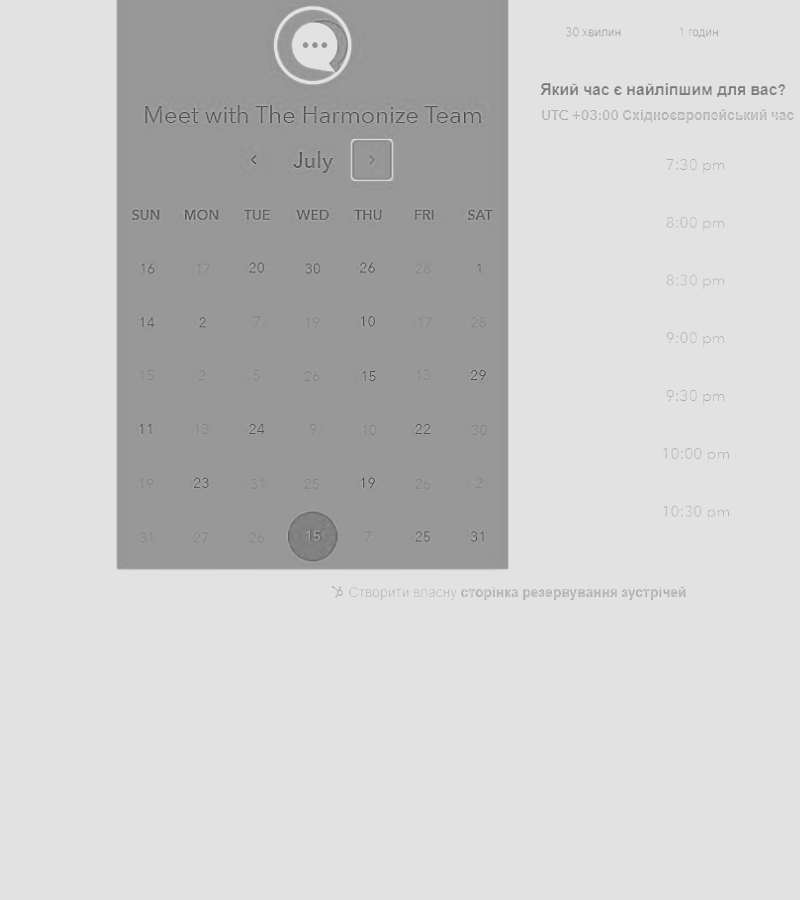 Meet with The Harmonize Team
July
SUN MON TUE WED THU FRI SAT
16 17 20 30 26 28 1
14 2 7 19 10 17 28
15 2 5 26 15 13 29
11 13 24 9 10 22 30
19 23 31 25 19 26 2
31 27 26 15 7 25 31
30 хвилин 1 годин
Який час є найліпшим для вас?
UTC +03:00 Східноєвропейський час
7:30 pm
8:00 pm
8:30 pm
9:00 pm
9:30 pm
10:00 pm
10:30 pm
Створити власну сторінка резервування зустрічей